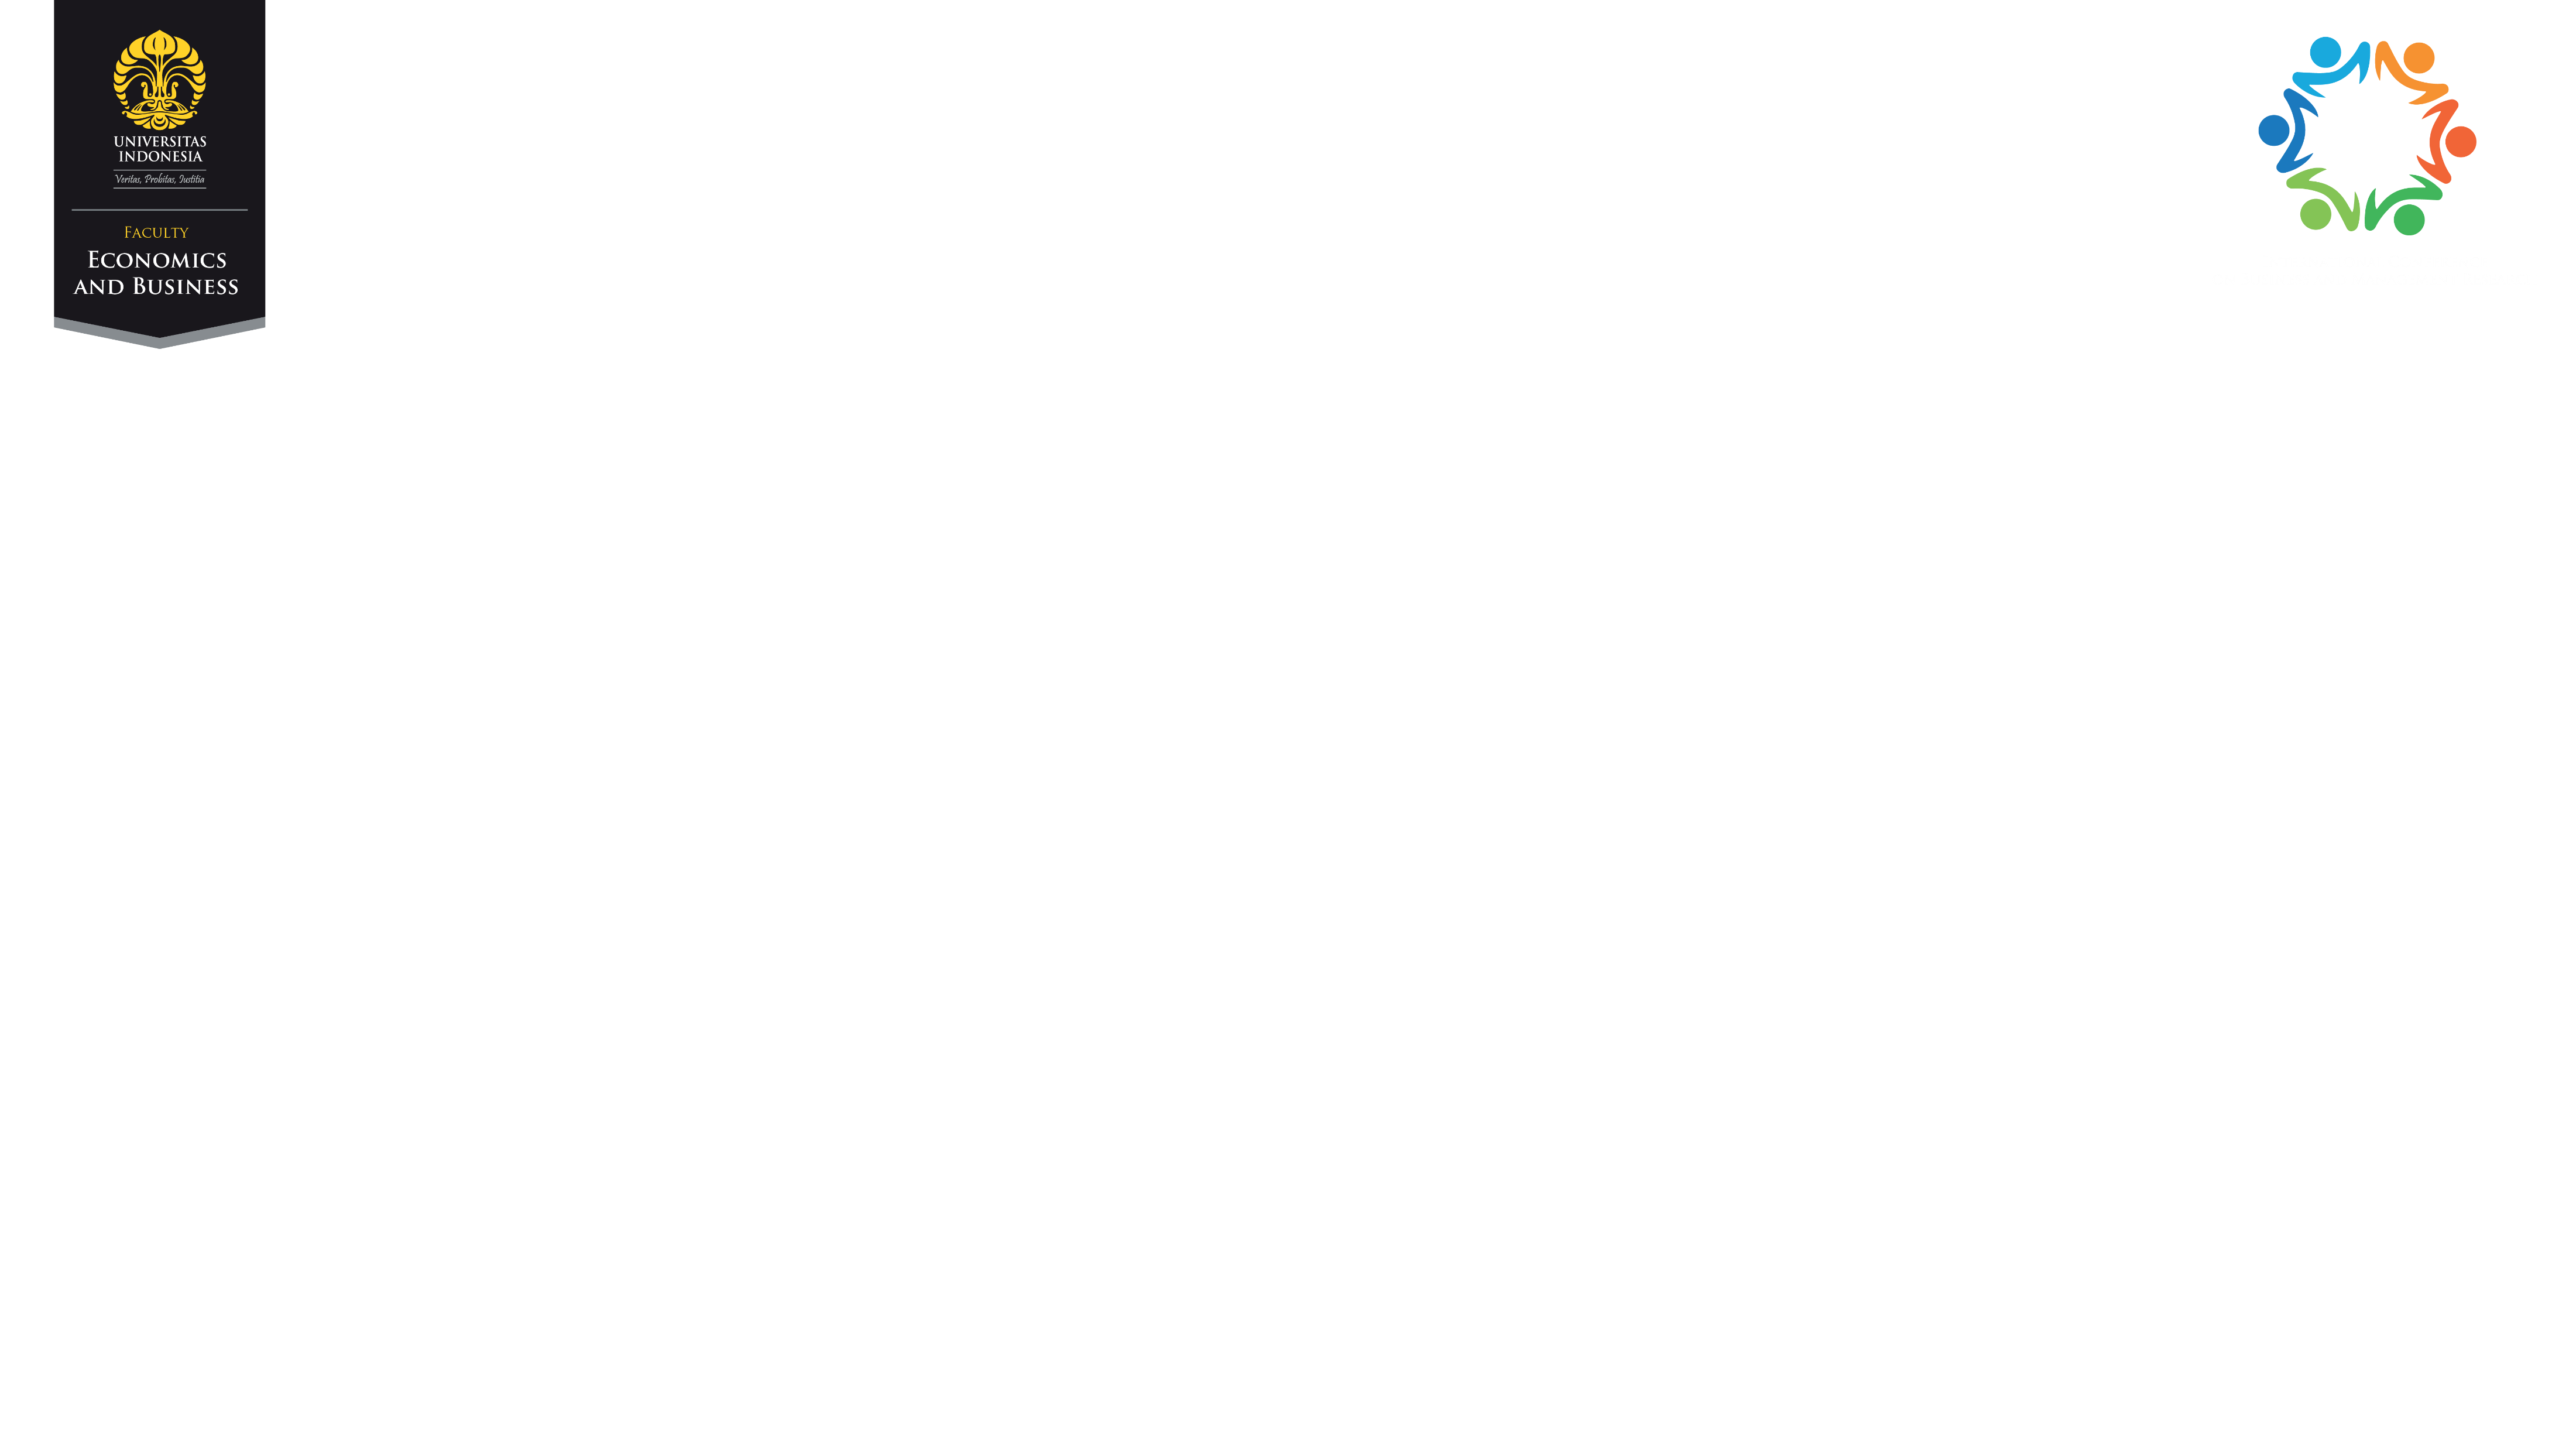 UNIVERSITAS
INDONESIA
Veritas, Probitas, Iustitia
FACULTY
ECONOMICS
AND BUSINESS